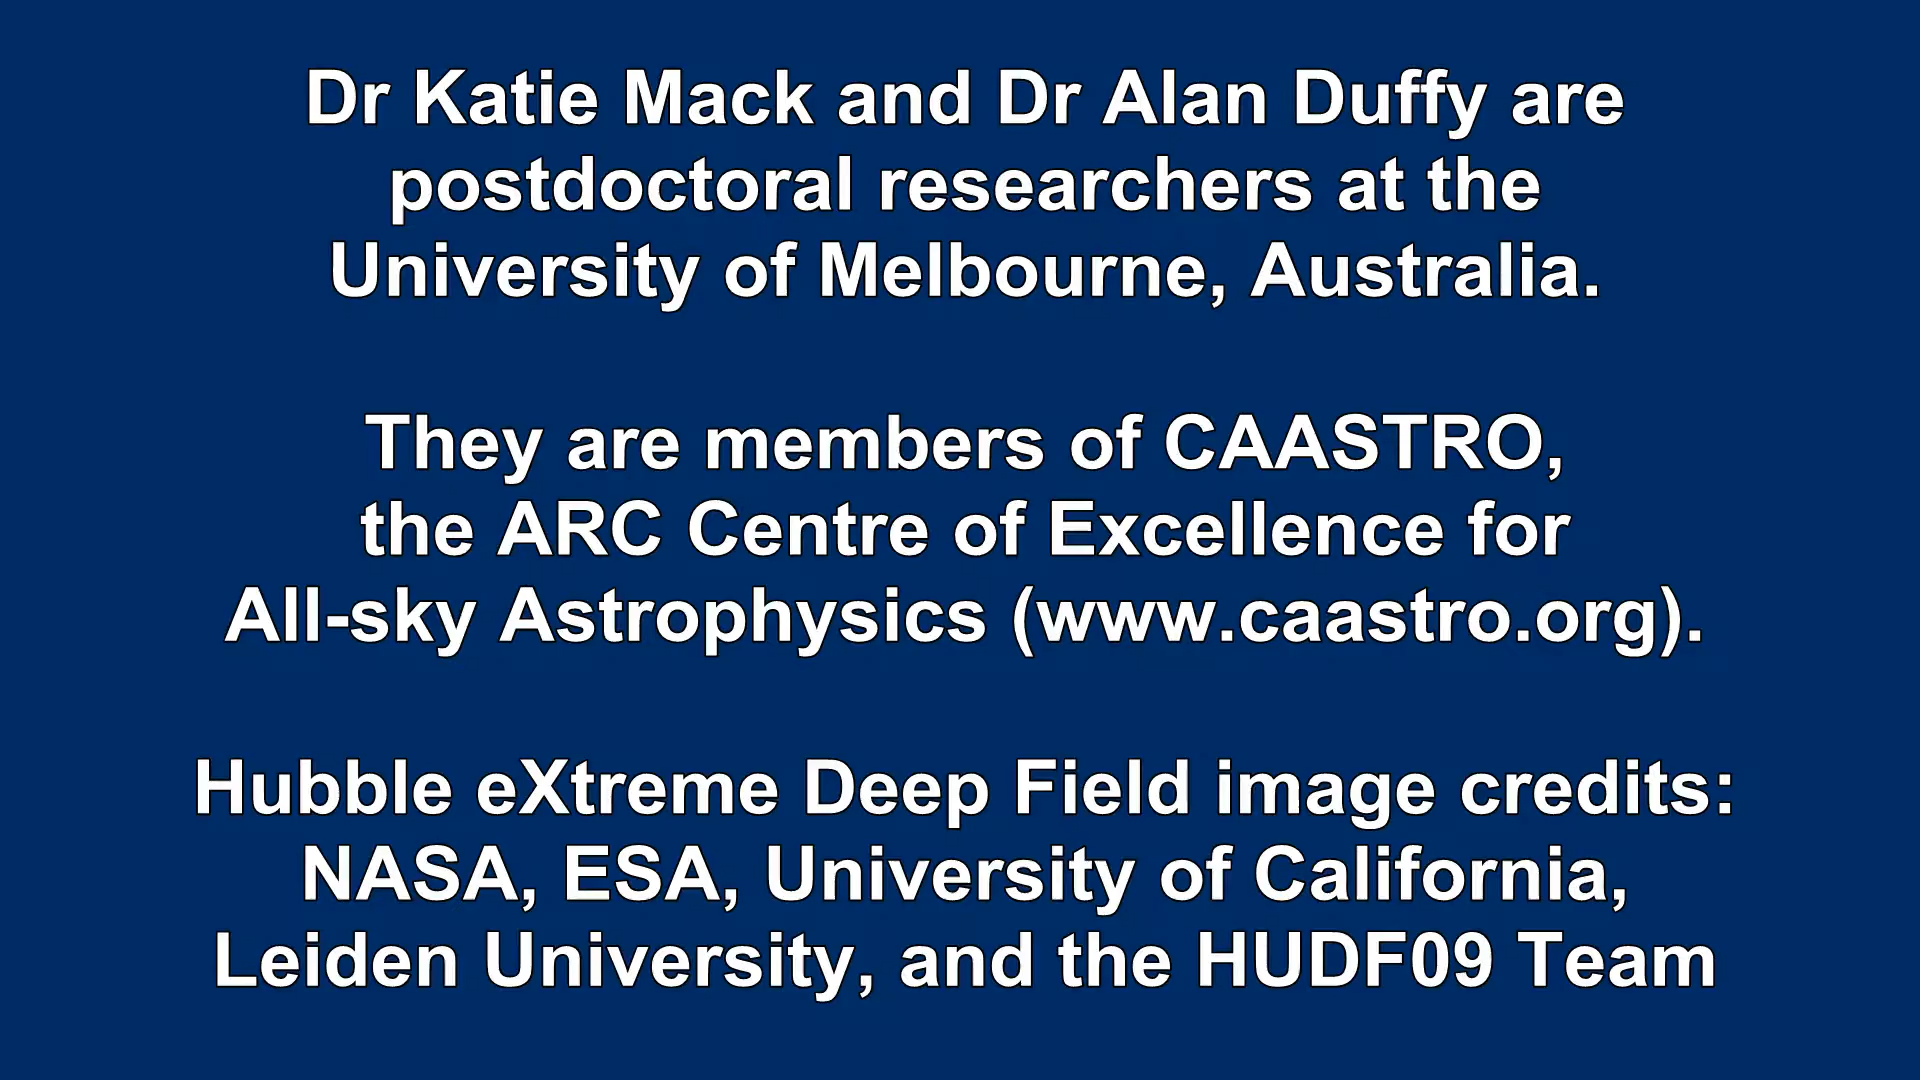 Dr Katie Mack and Dr Alan Duffy are
postdoctoral researchers at the
University of Melbourne, Australia.
They are members of CAASTRO,
the ARC Centre of Excellence for
All-sky Astrophysics (www.caastro.org).
Hubble eXtreme Deep Field image credits:
NASA, ESA, University of California,
Leiden University, and the HUDF09 Team